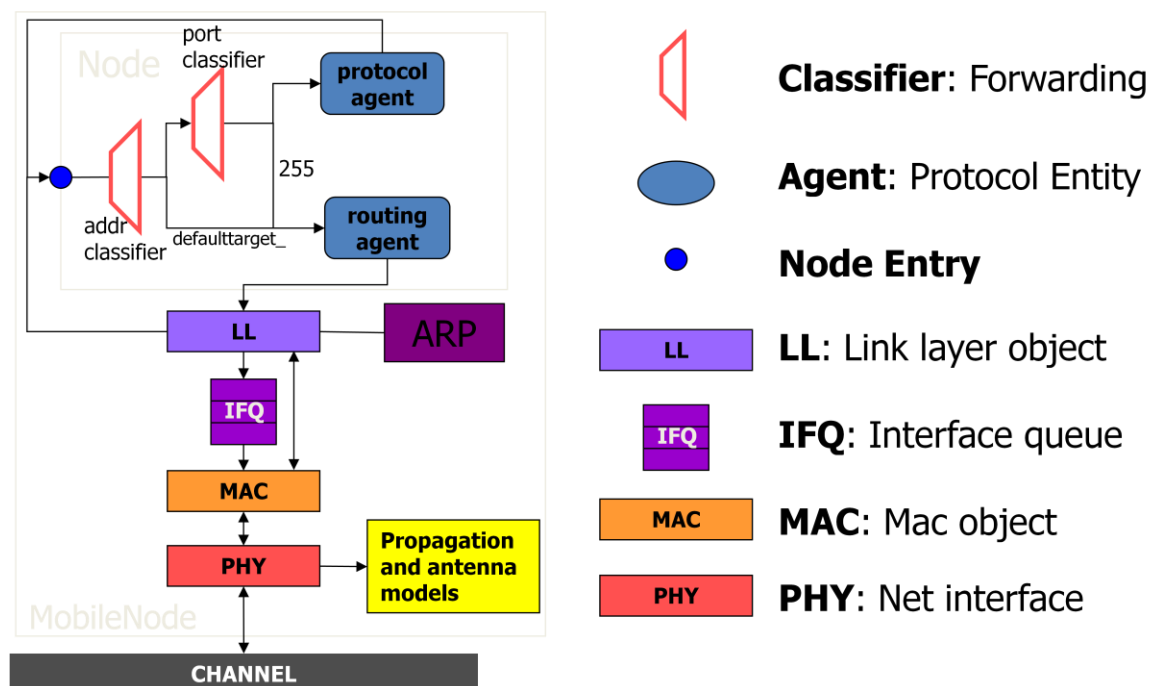 port
classifier
Node
protocol
agent
255
addr
classifier
defaulttarget_
routing
agent
LL
ARP
IFQ
MAC
PHY
Propagation
and antenna
models
MobileNode
CHANNEL
Classifier: Forwarding
Agent: Protocol Entity
Node Entry
LL
LL: Link layer object
IFQ
IFQ: Interface queue
MAC
MAC: Mac object
PHY
PHY: Net interface